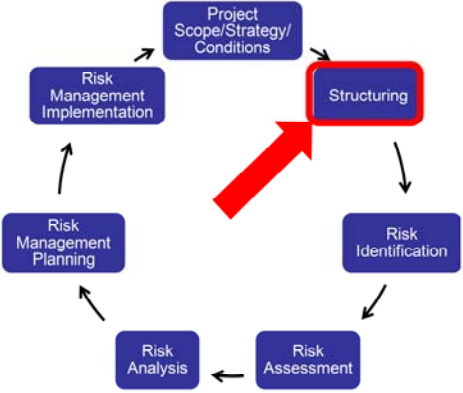 Project
Scope/Strategy/
Conditions
Structuring
Risk
Identification
Risk
Assessment
Risk
Analysis
Risk
Management
Planning
Risk
Management
Implementation